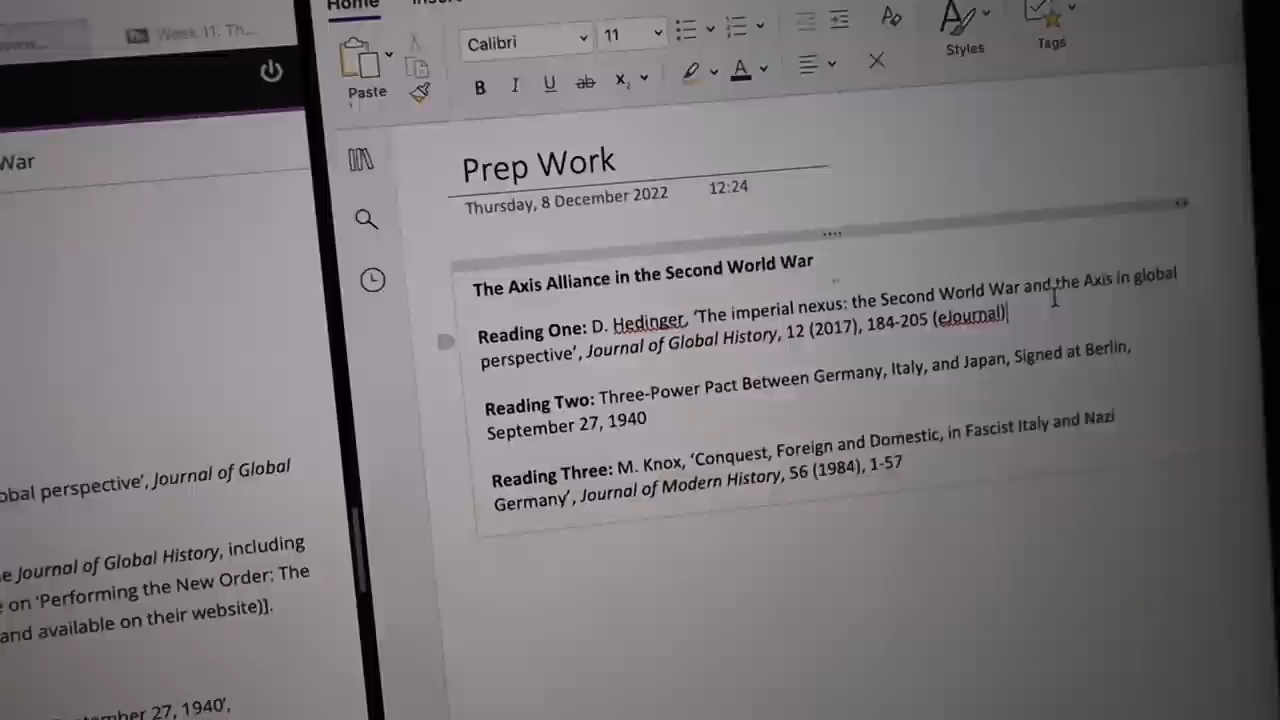 Week 11. Th...
War
obal perspective', Journal of Global
e Journal of Global History, including
e on 'Performing the New Order: The
and available on their website)].
tember 27, 1940',
Home
Paste
Calibri
11
B I U ab x
A
Styles
Tags
Prep Work
Thursday, 8 December 2022 12:24
The Axis Alliance in the Second World War
Reading One: D. Hedinger, 'The imperial nexus: the Second World War and the Axis in global
perspective', Journal of Global History, 12 (2017), 184-205 (eJournal)
Reading Two: Three-Power Pact Between Germany, Italy, and Japan, Signed at Berlin,
September 27, 1940
Reading Three: M. Knox, 'Conquest, Foreign and Domestic, in Fascist Italy and Nazi
Germany', Journal of Modern History, 56 (1984), 1-57